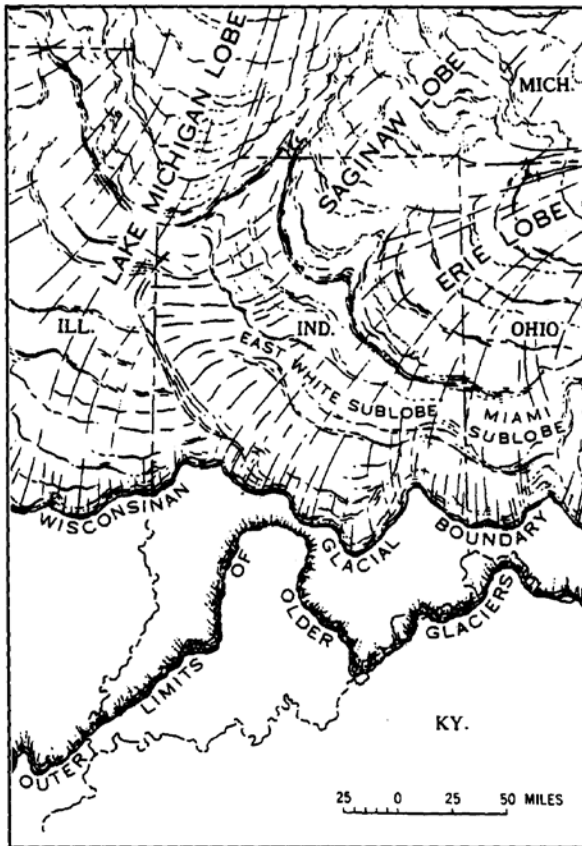 LAKE MICHIGAN LOBE
SAGINAW LOBE
MICH.
ERIE LOBE
ILL.
IND.
OHIO
EAST WHITE SUBLOBE
MIAMI
SUBLOBE
WISCONSINAN GLACIAL BOUNDARY
OUTER LIMITS OF OLDER GLACIERS
KY.
25 0 25 50 MILES